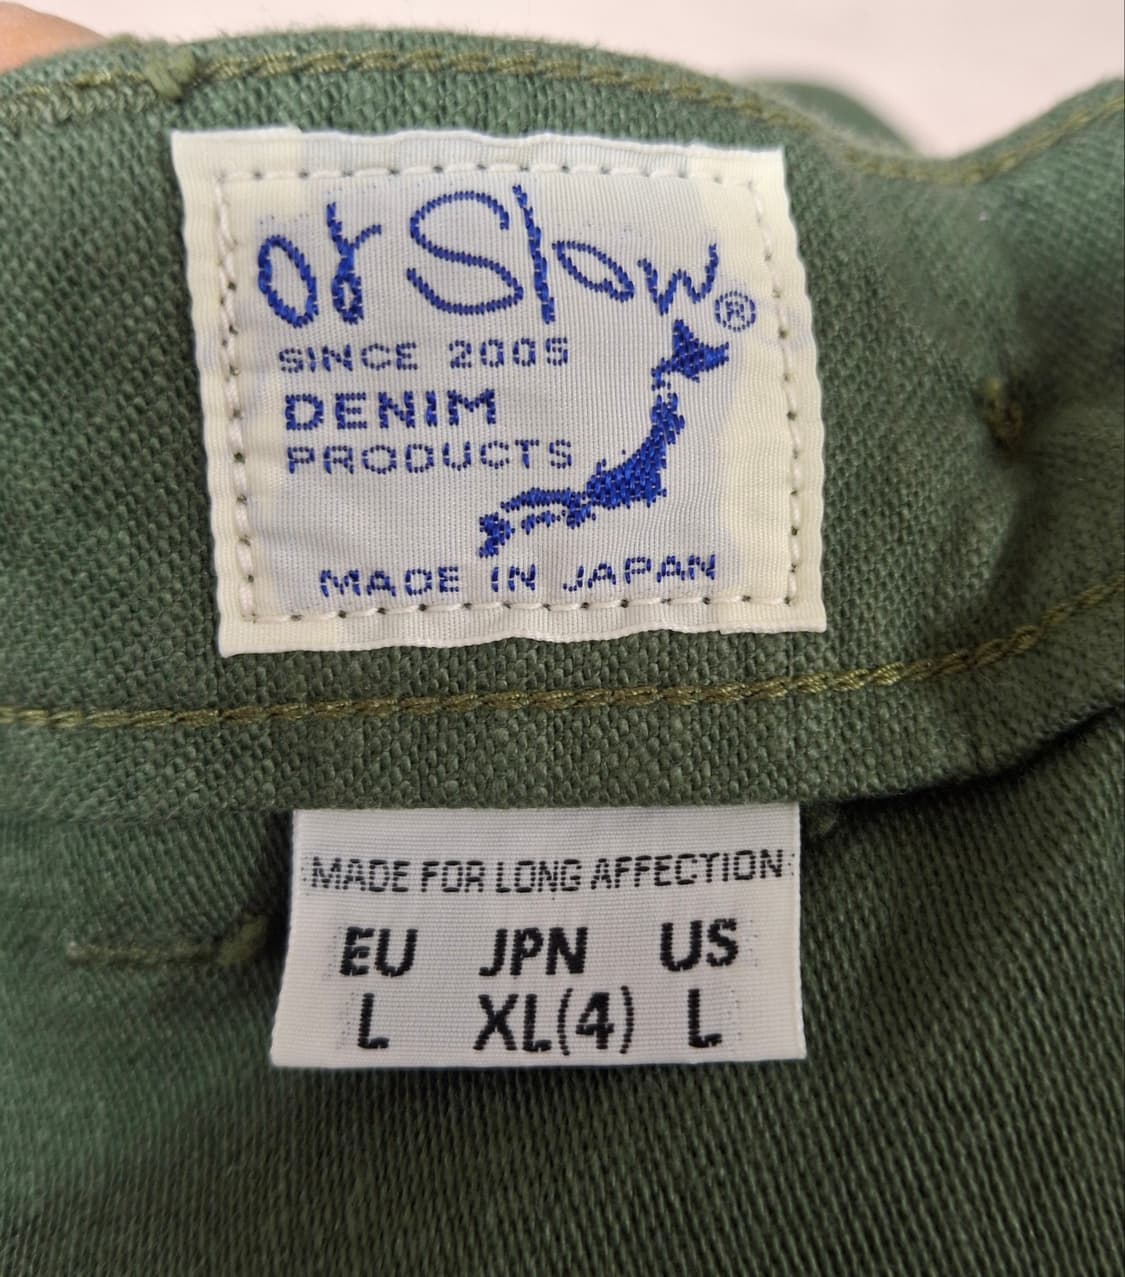 or Slow®
SINCE 2005
DENIM
PRODUCTS
MADE IN JAPAN
MADE FOR LONG AFFECTION
EU JPN US
L XL(4) L